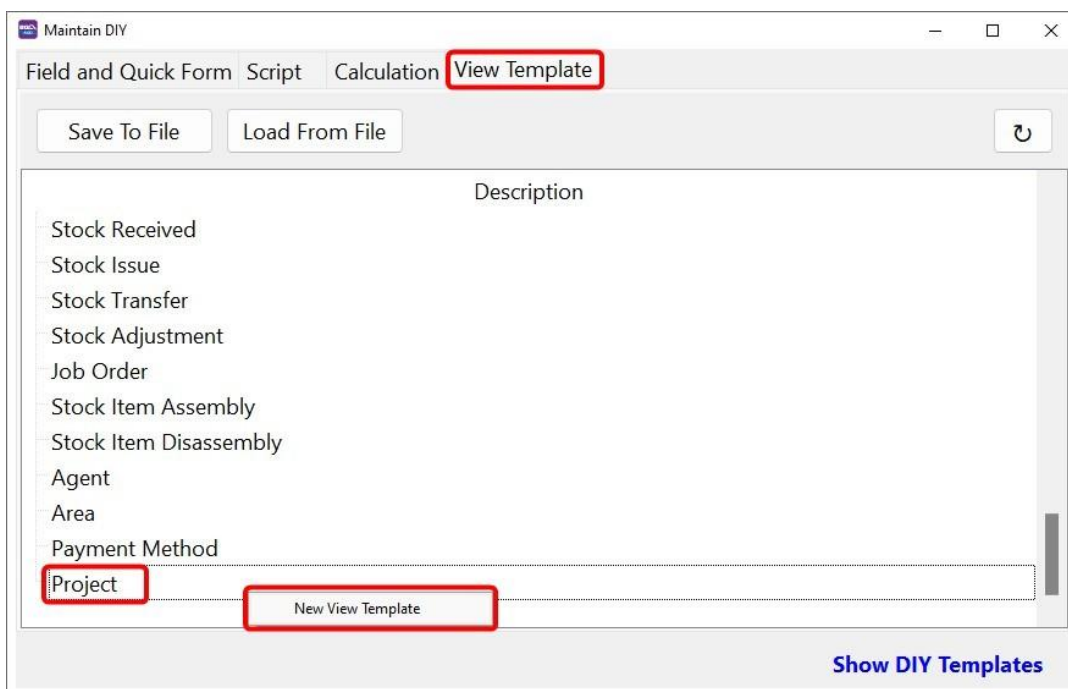 Maintain DIY
Field and Quick Form Script Calculation View Template
Save To File Load From File
Description
Stock Received
Stock Issue
Stock Transfer
Stock Adjustment
Job Order
Stock Item Assembly
Stock Item Disassembly
Agent
Area
Payment Method
Project
New View Template
Show DIY Templates